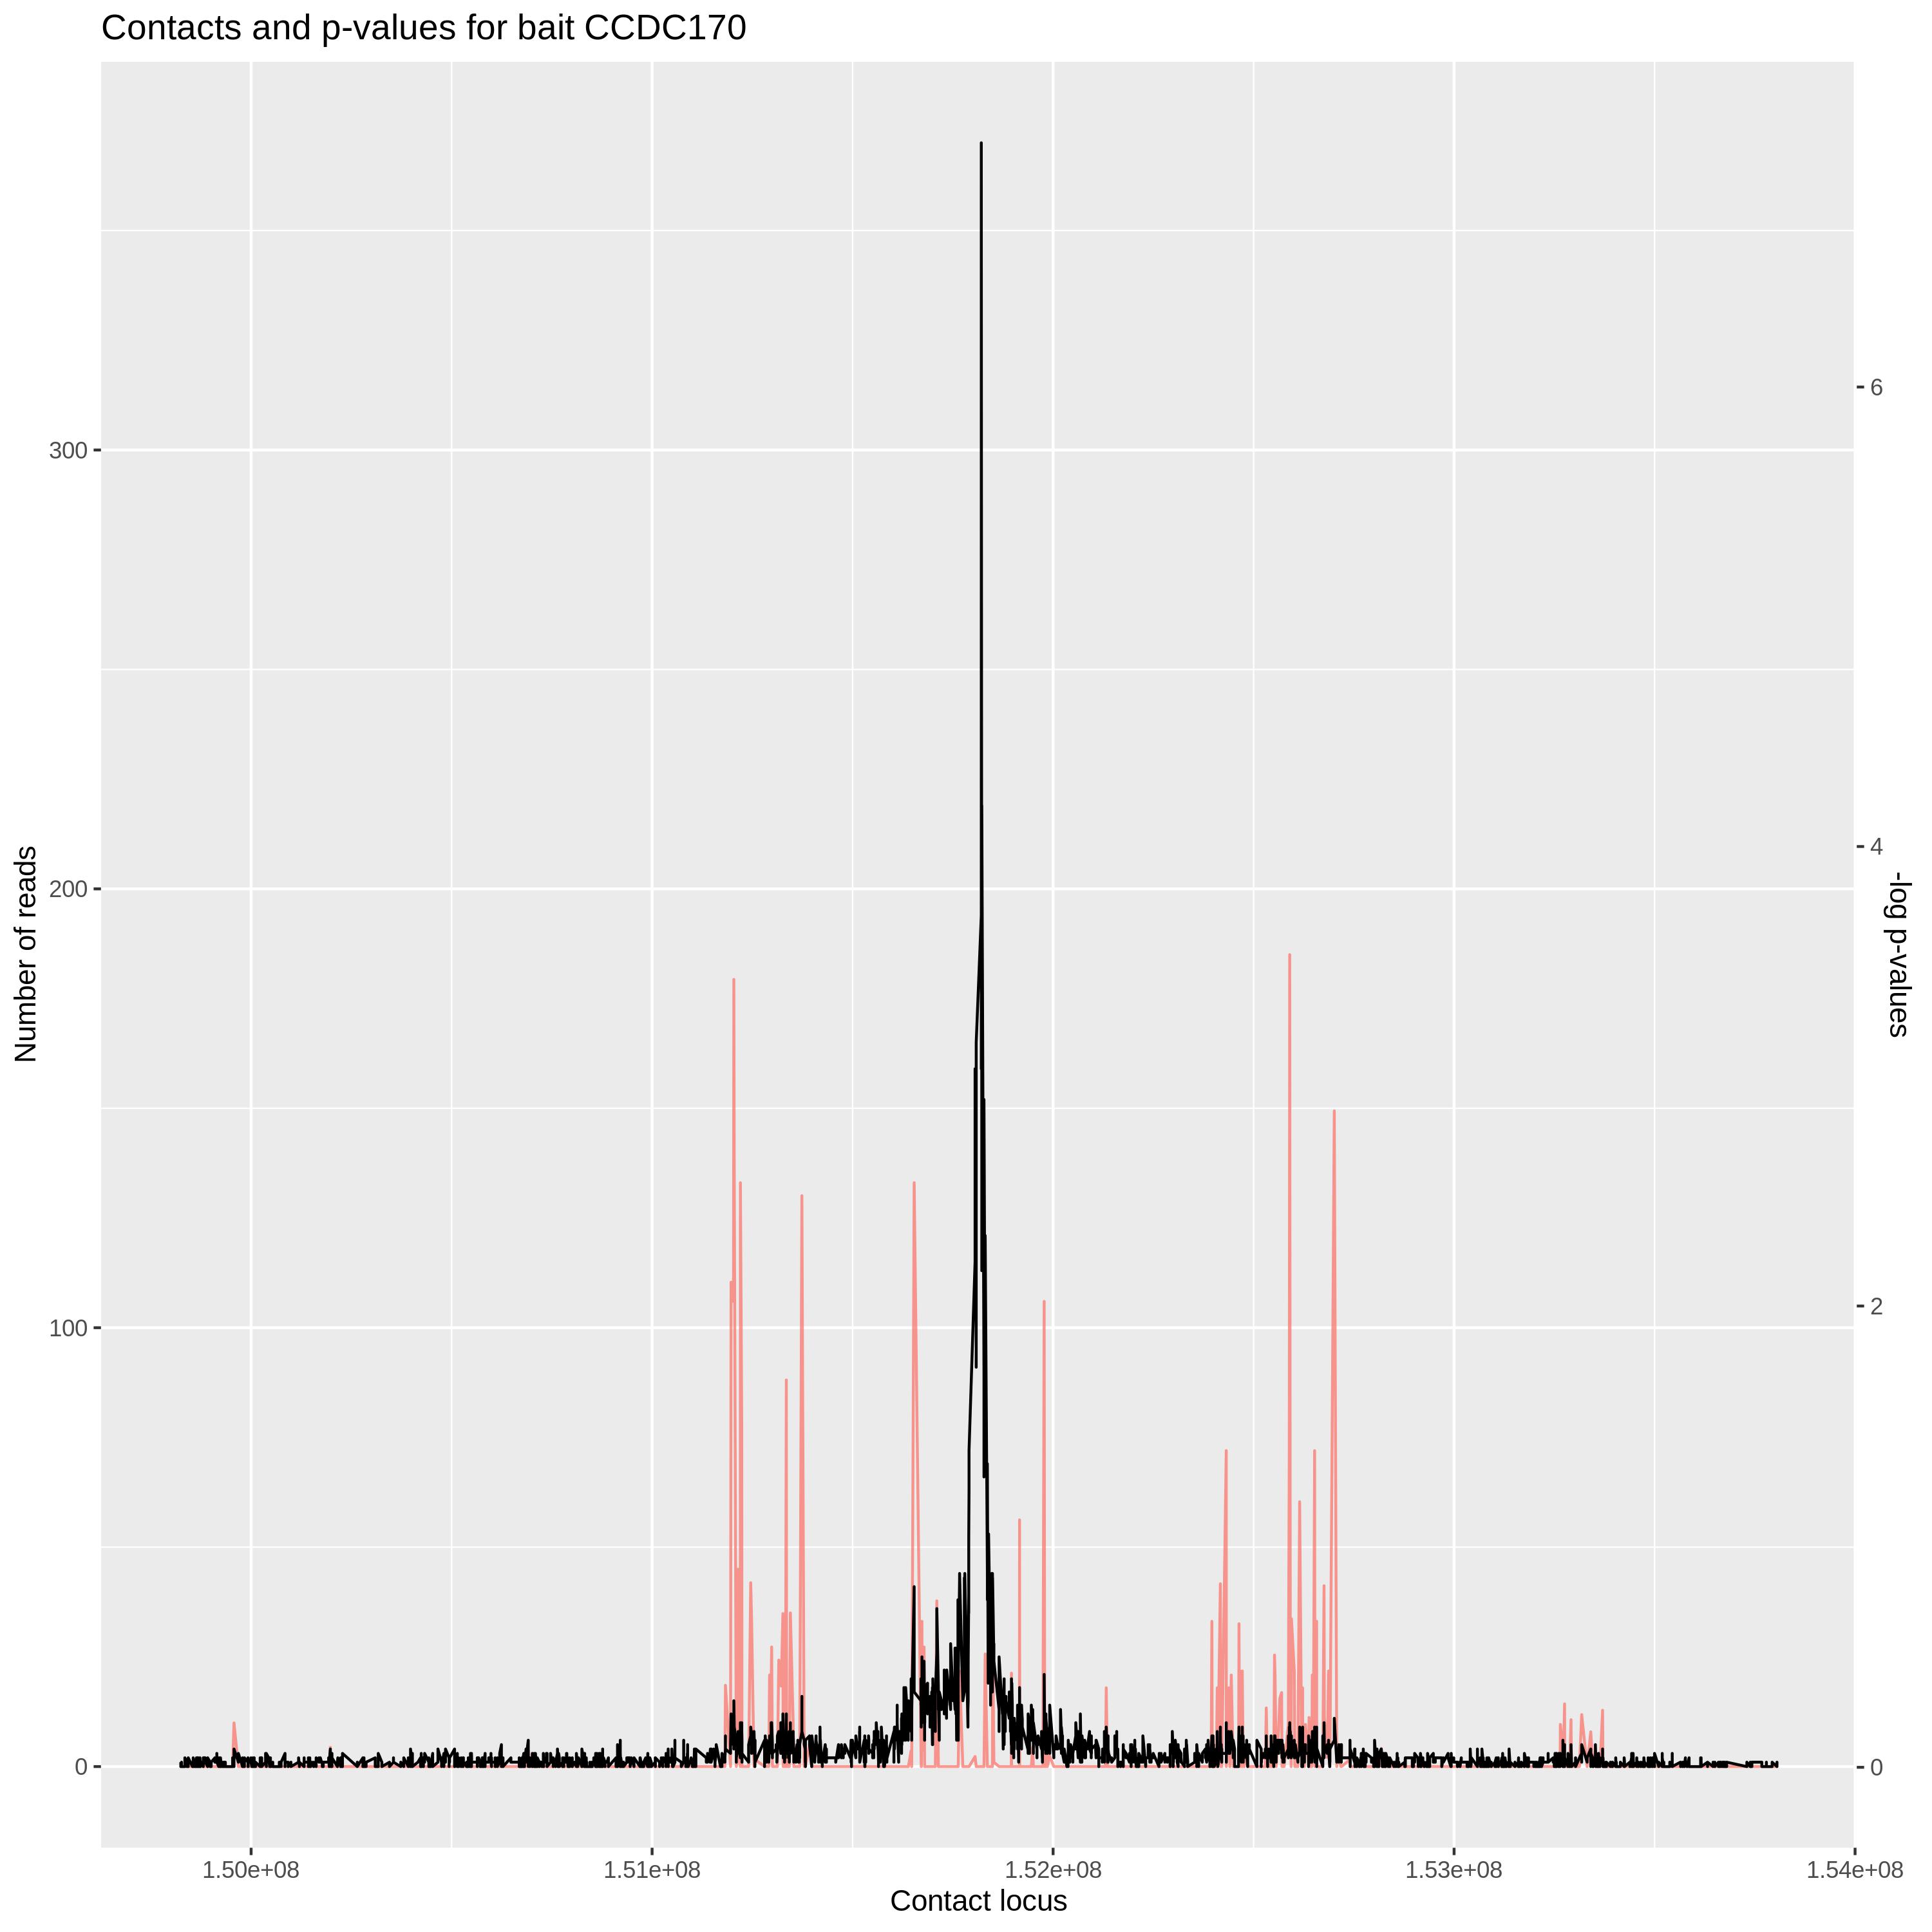 Contacts and p-values for bait CCDC170
Number of reads
300
200
100
0
6
4
2
0
-log p-values
1.50e+08 1.51e+08 1.52e+08 1.53e+08 1.54e+08
Contact locus